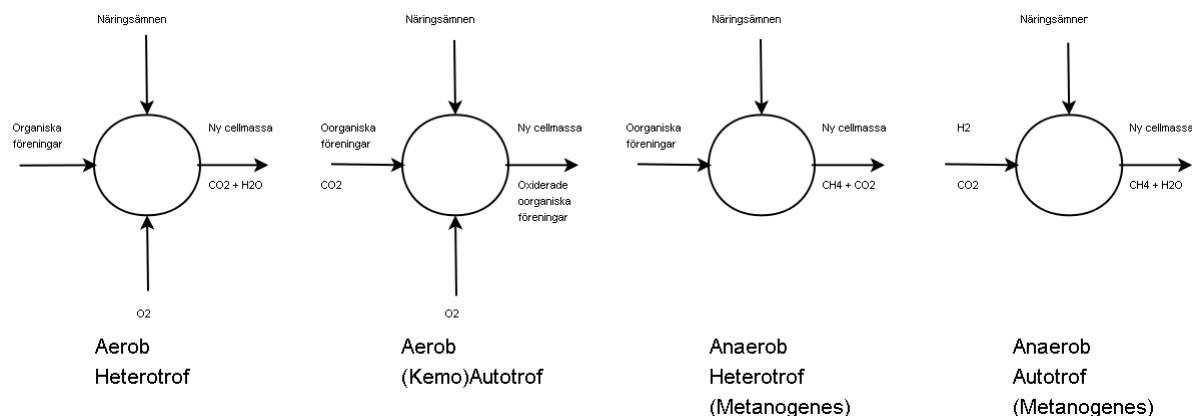 Näringsämnen
Organiska
föreningar
Ny cellmassa
CO2 + H2O
O2
Aerob
Heterotrof
Näringsämnen
Oorganiska
föreningar
CO2
Ny cellmassa
Oxiderade
oorganiska
föreningar
O2
Aerob
(Kemo)Autotrof
Näringsämnen
Oorganiska
föreningar
Ny cellmassa
CH4 + CO2
Anaerob
Heterotrof
(Metanogenes)
Näringsämner
H2
CO2
Ny cellmassa
CH4 + H2O
Anaerob
Autotrof
(Metanogenes)